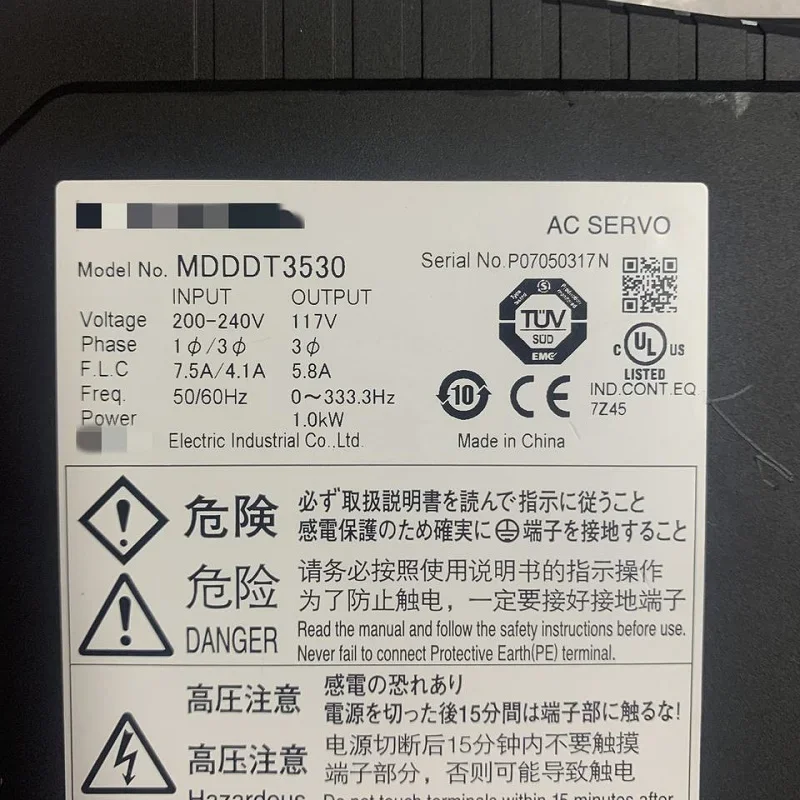 AC SERVO
Model No. MDDDT3530
Serial No. P07050317N
INPUT OUTPUT
Voltage 200-240V 117V
Phase 1φ/3φ 3φ
F.L.C 7.5A/4.1A 5.8A
Freq. 50/60Hz 0~333.3Hz
Power 1.0kW
TÜV
SÜD
EMC
C UL US
LISTED
IND.CONT.EQ
7Z45
10
CE
Electric Industrial Co.,Ltd.
Made in China
危険
必ず取扱説明書を読んで指示に従うこと
感電保護のため確実に端子を接地すること
危险
请务必按照使用说明书的指示操作
为了防止触电，一定要接好接地端子
DANGER
Read the manual and follow the safety instructions before use.
Never fail to connect Protective Earth(PE) terminal.
高圧注意
感電の恐れあり
電源を切った後15分間は端子部に触るな!
高压注意
电源切断后15分钟内不要触摸
端子部分，否则可能导致触电
Hazardous
Do not touch terminals within 15 minutes after